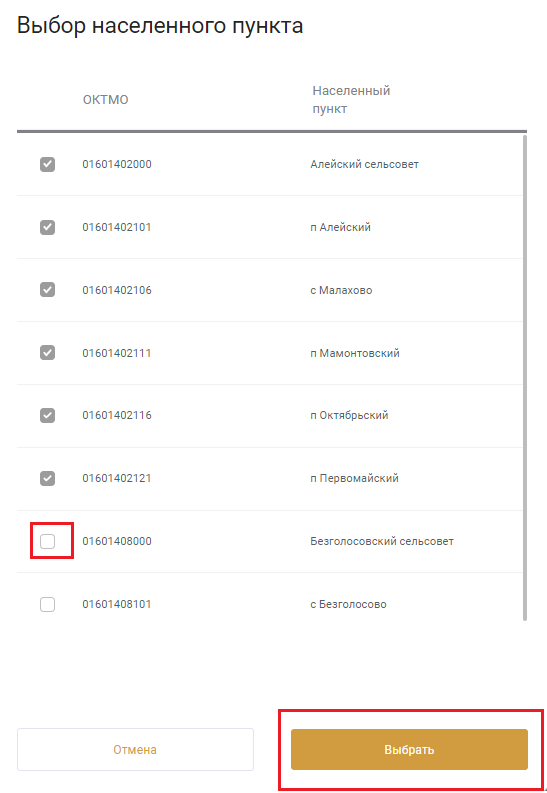 Выбор населенного пункта
ОКТМО
Населенный
пункт
01601402000 Алейский сельсовет
01601402101 п Алейский
01601402106 с Малахово
01601402111 п Мамонтовский
01601402116 п Октябрьский
01601402121 п Первомайский
01601408000 Безголосовский сельсовет
01601408101 с Безголосово
Отмена Выбрать